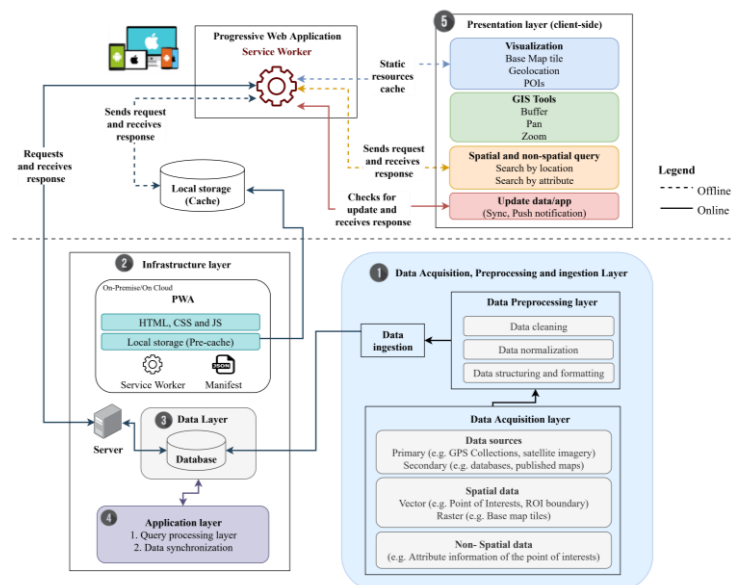 Progressive Web Application
Service Worker
Static
resources
cache
Sends request
and receives
response
Requests
and receives
response
Local storage
(Cache)
Sends request
and receives
response
Checks for
update and
receives response
5
Presentation layer (client-side)
Visualization
Base Map tile
Geolocation
POIs
GIS Tools
Buffer
Pan
Zoom
Spatial and non-spatial query
Search by location
Search by attribute
Update data/app
(Sync, Push notification)
Legend
Offline
Online
2
Infrastructure layer
On-Premise/On Cloud
PWA
HTML, CSS and JS
Local storage (Pre-cache)
JSON
Service Worker
Manifest
Server
3
Data Layer
Database
4
Application layer
1. Query processing layer
2. Data synchronization
1
Data Acquisition, Preprocessing and ingestion Layer
Data
ingestion
Data Preprocessing layer
Data cleaning
Data normalization
Data structuring and formatting
Data Acquisition layer
Data sources
Primary (e.g. GPS Collections, satellite imagery)
Secondary (e.g. databases, published maps)
Spatial data
Vector (e.g. Point of Interests, ROI boundary)
Raster (e.g. Base map tiles)
Non- Spatial data
(e.g. Attribute information of the point of interests)